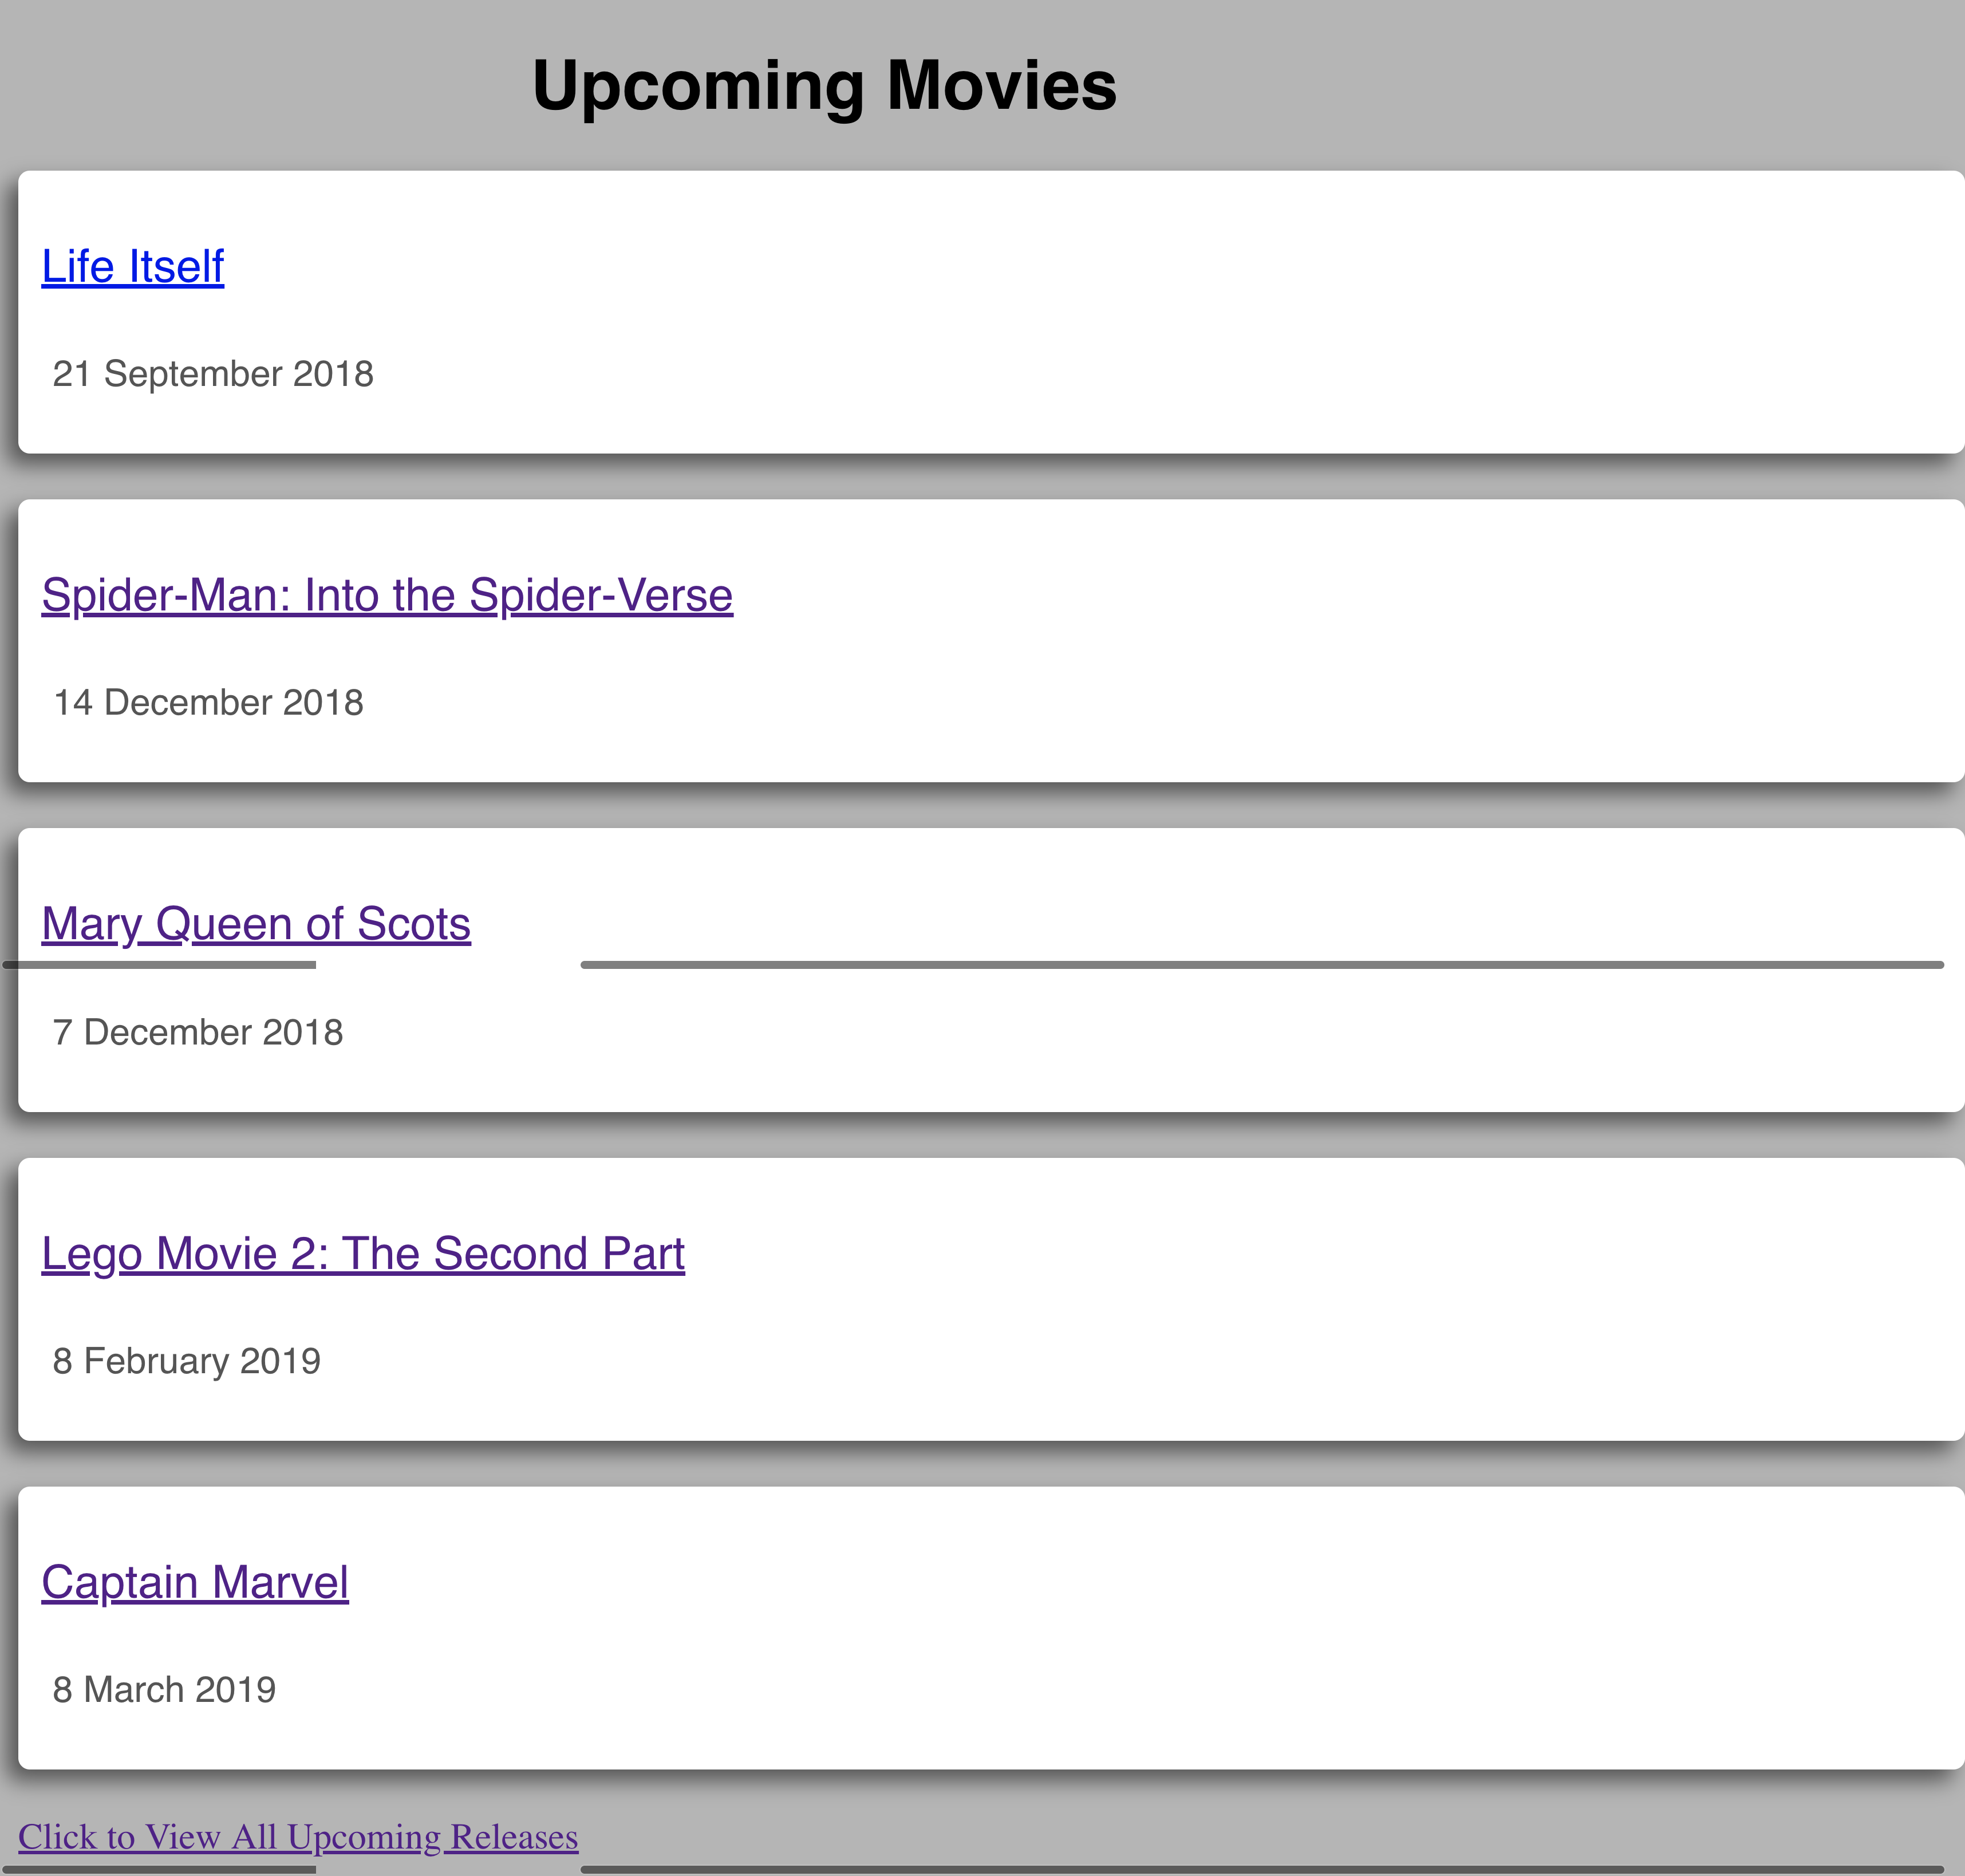 Upcoming Movies
Life Itself
21 September 2018
Spider-Man: Into the Spider-Verse
14 December 2018
Mary Queen of Scots
7 December 2018
Lego Movie 2: The Second Part
8 February 2019
Captain Marvel
8 March 2019
Click to View All Upcoming Releases